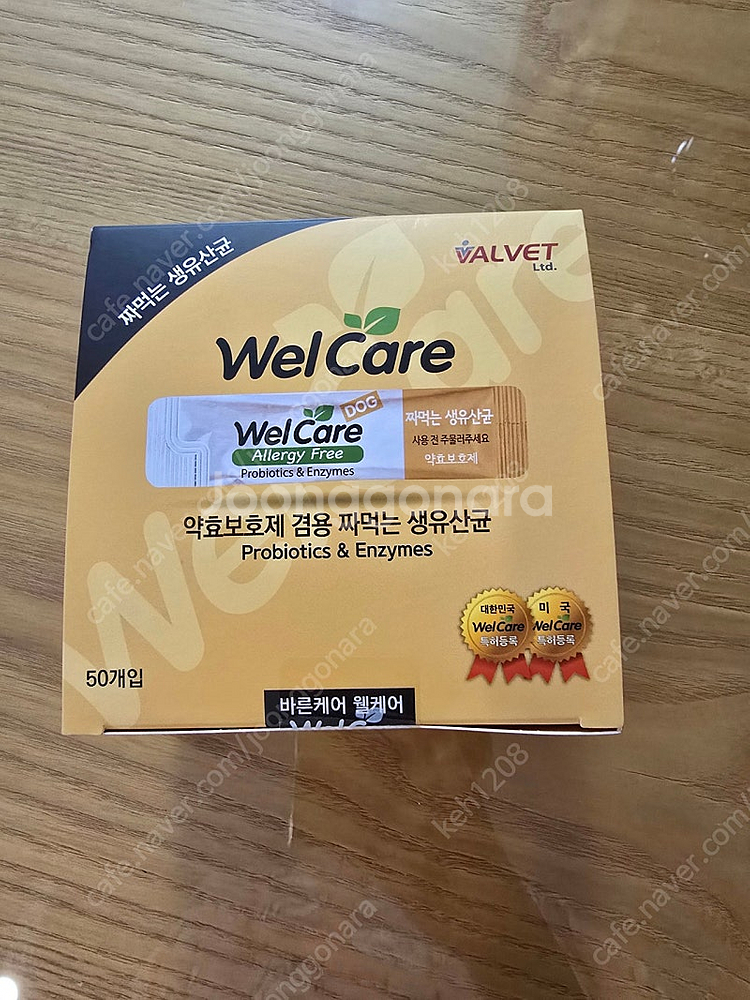 짜먹는 생유산균
VALVET
Ltd.
WelCare
DOG
WelCare
Allergy Free
Probiotics & Enzymes
짜먹는 생유산균
사용 전 주물러주세요
약효보호제
Joonggonara
약효보호제 겸용 짜먹는 생유산균
Probiotics & Enzymes
대한민국
WelCare
특허등록
미국
WelCare
특허등록
50개입
바른케어 웰케어
WelCare
cafe.naver.com/joonggonara
keh1208